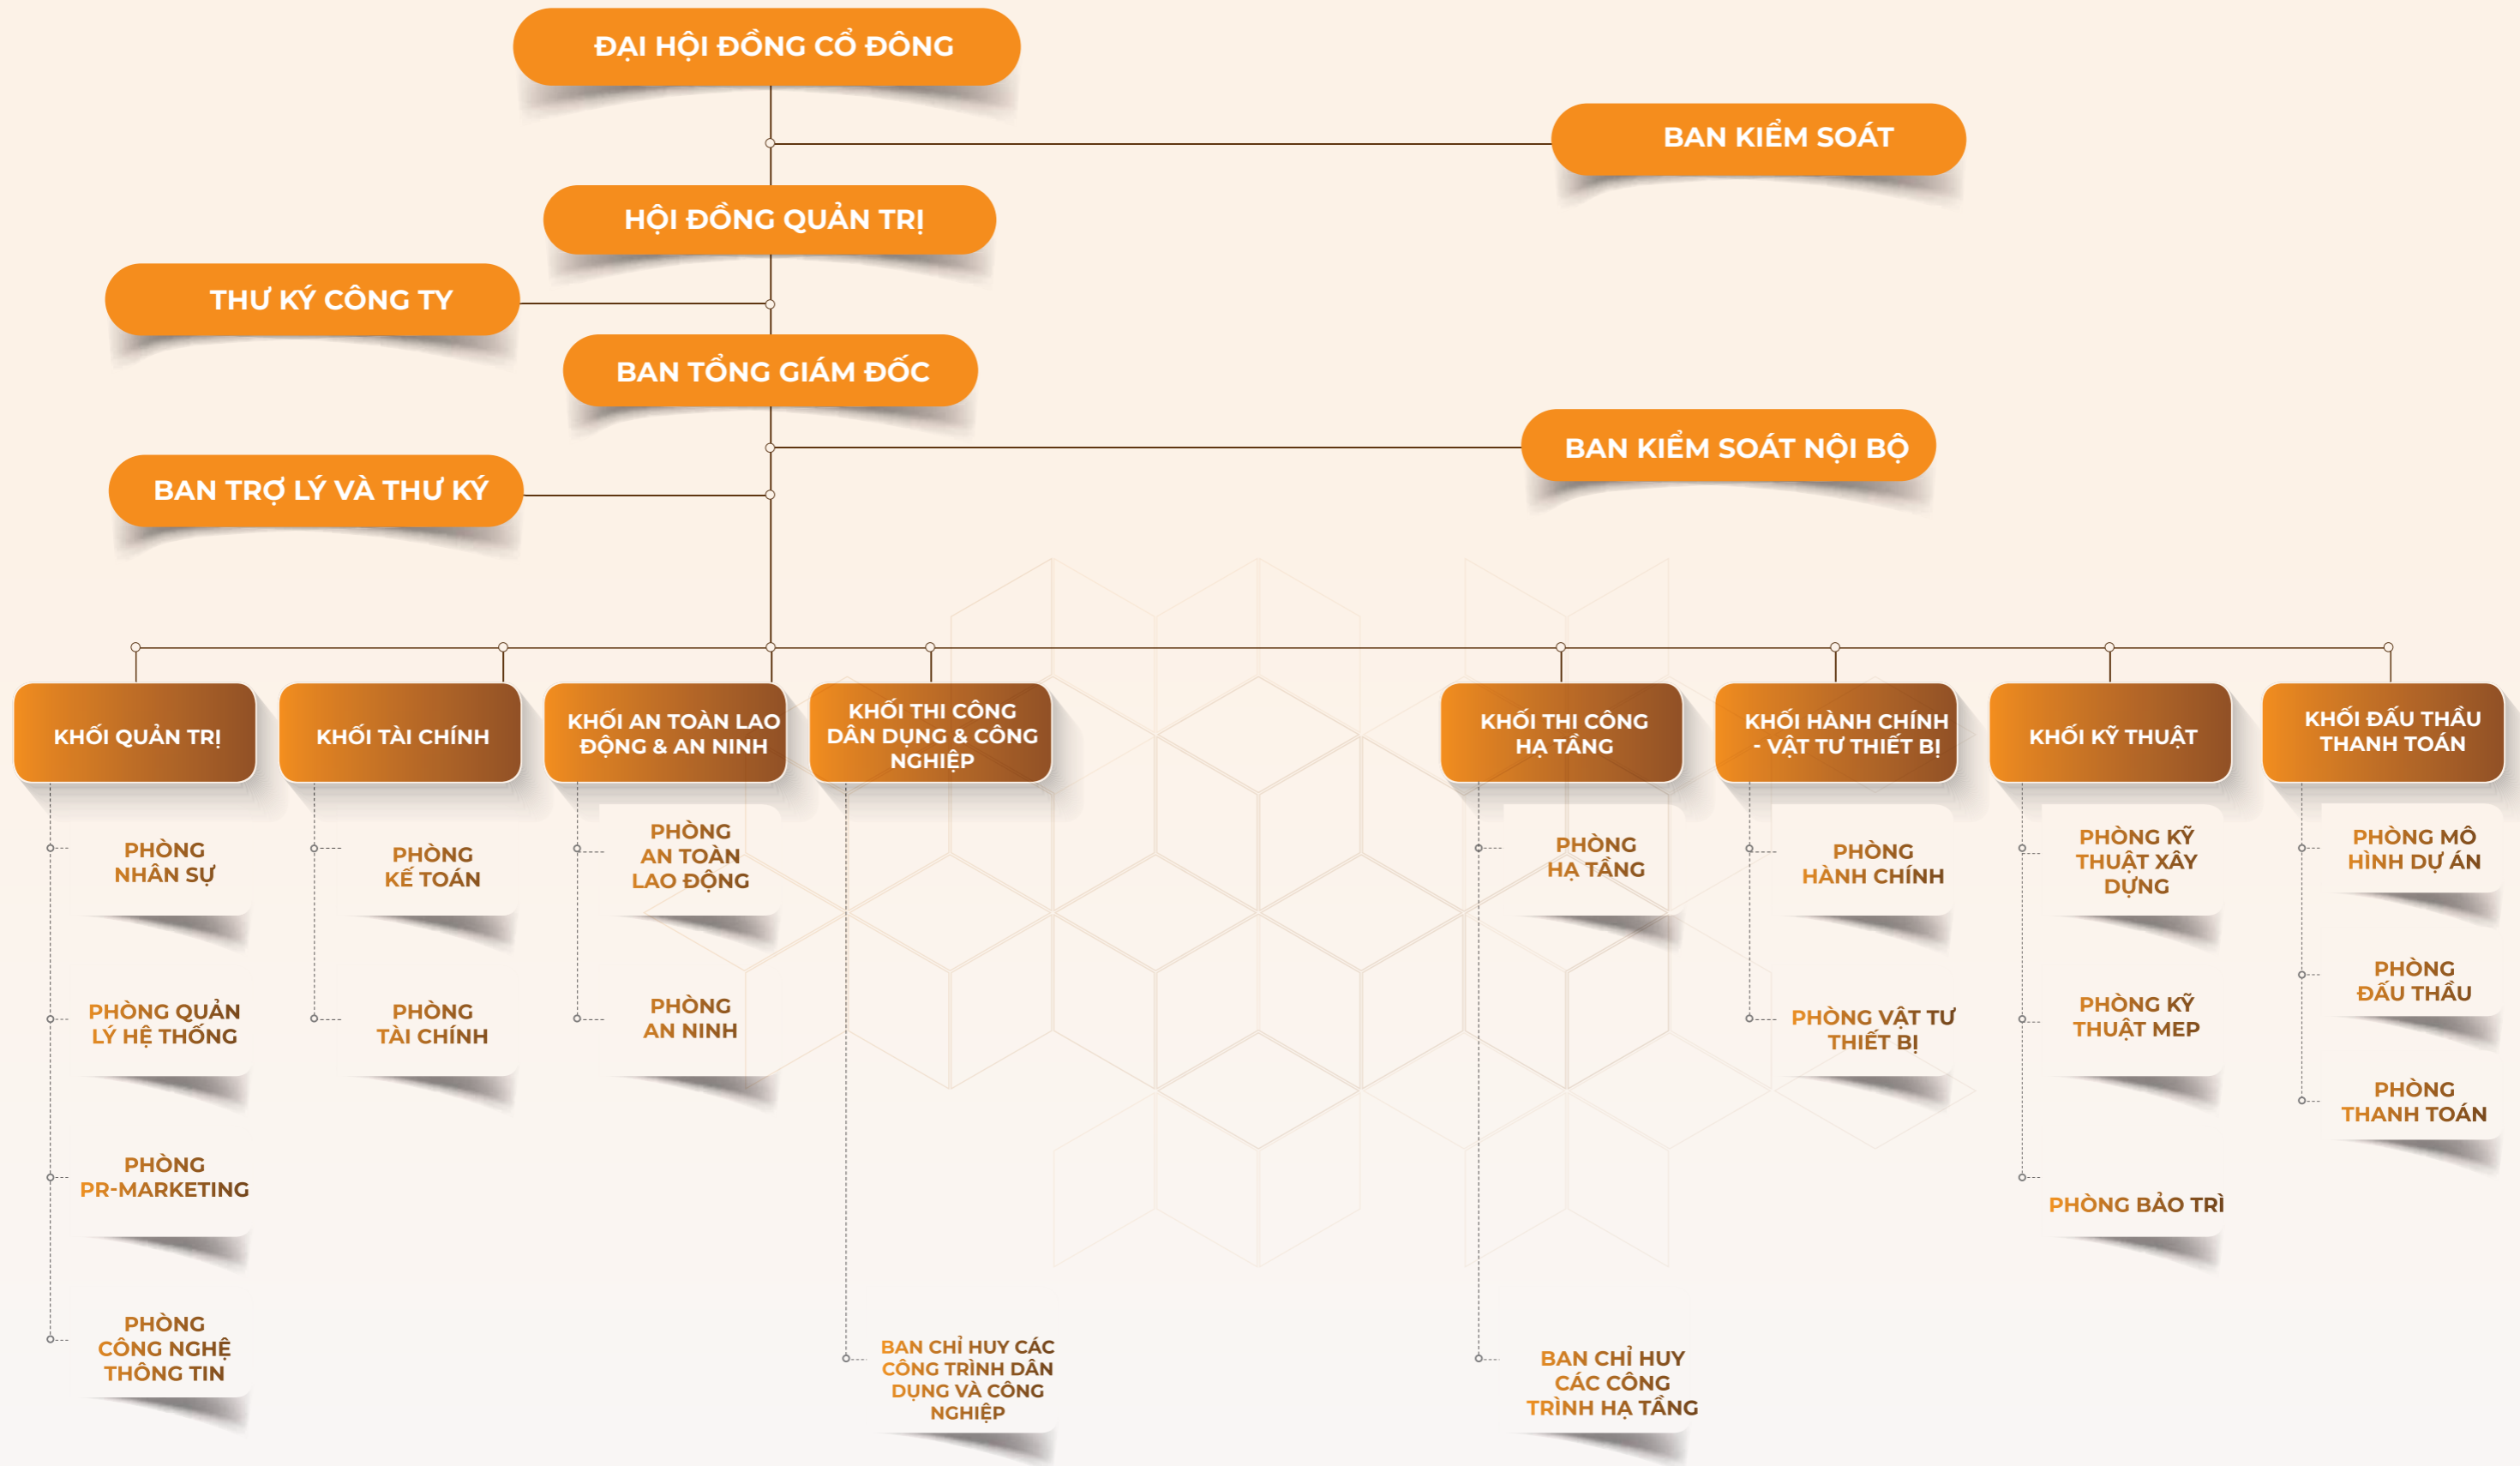 ĐẠI HỘI ĐỒNG CỔ ĐÔNG
BAN KIỂM SOÁT
HỘI ĐỒNG QUẢN TRỊ
THƯ KÝ CÔNG TY
BAN TỔNG GIÁM ĐỐC
BAN KIỂM SOÁT NỘI BỘ
BAN TRỢ LÝ VÀ THƯ KÝ
KHỐI QUẢN TRỊ
PHÒNG
NHÂN SỰ
PHÒNG QUẢN
LÝ HỆ THỐNG
PHÒNG
PR-MARKETING
PHÒNG
CÔNG NGHỆ
THÔNG TIN
KHỐI TÀI CHÍNH
PHÒNG
KẾ TOÁN
PHÒNG
TÀI CHÍNH
KHỐI AN TOÀN LAO
ĐỘNG & AN NINH
PHÒNG
AN TOÀN
LAO ĐỘNG
PHÒNG
AN NINH
KHỐI THI CÔNG
DÂN DỤNG & CÔNG
NGHIỆP
BAN CHỈ HUY CÁC
CÔNG TRÌNH DÂN
DỤNG VÀ CÔNG
NGHIỆP
KHỐI THI CÔNG
HẠ TẦNG
PHÒNG
HẠ TẦNG
BAN CHỈ HUY
CÁC CÔNG
TRÌNH HẠ TẦNG
KHỐI HÀNH CHÍNH
- VẬT TƯ THIẾT BỊ
PHÒNG
HÀNH CHÍNH
PHÒNG VẬT TƯ
THIẾT BỊ
KHỐI KỸ THUẬT
PHÒNG KỸ
THUẬT XÂY
DỰNG
PHÒNG KỸ
THUẬT MEP
PHÒNG BẢO TRÌ
KHỐI ĐẤU THẦU
THANH TOÁN
PHÒNG MÔ
HÌNH DỰ ÁN
PHÒNG
ĐẤU THẦU
PHÒNG
THANH TOÁN